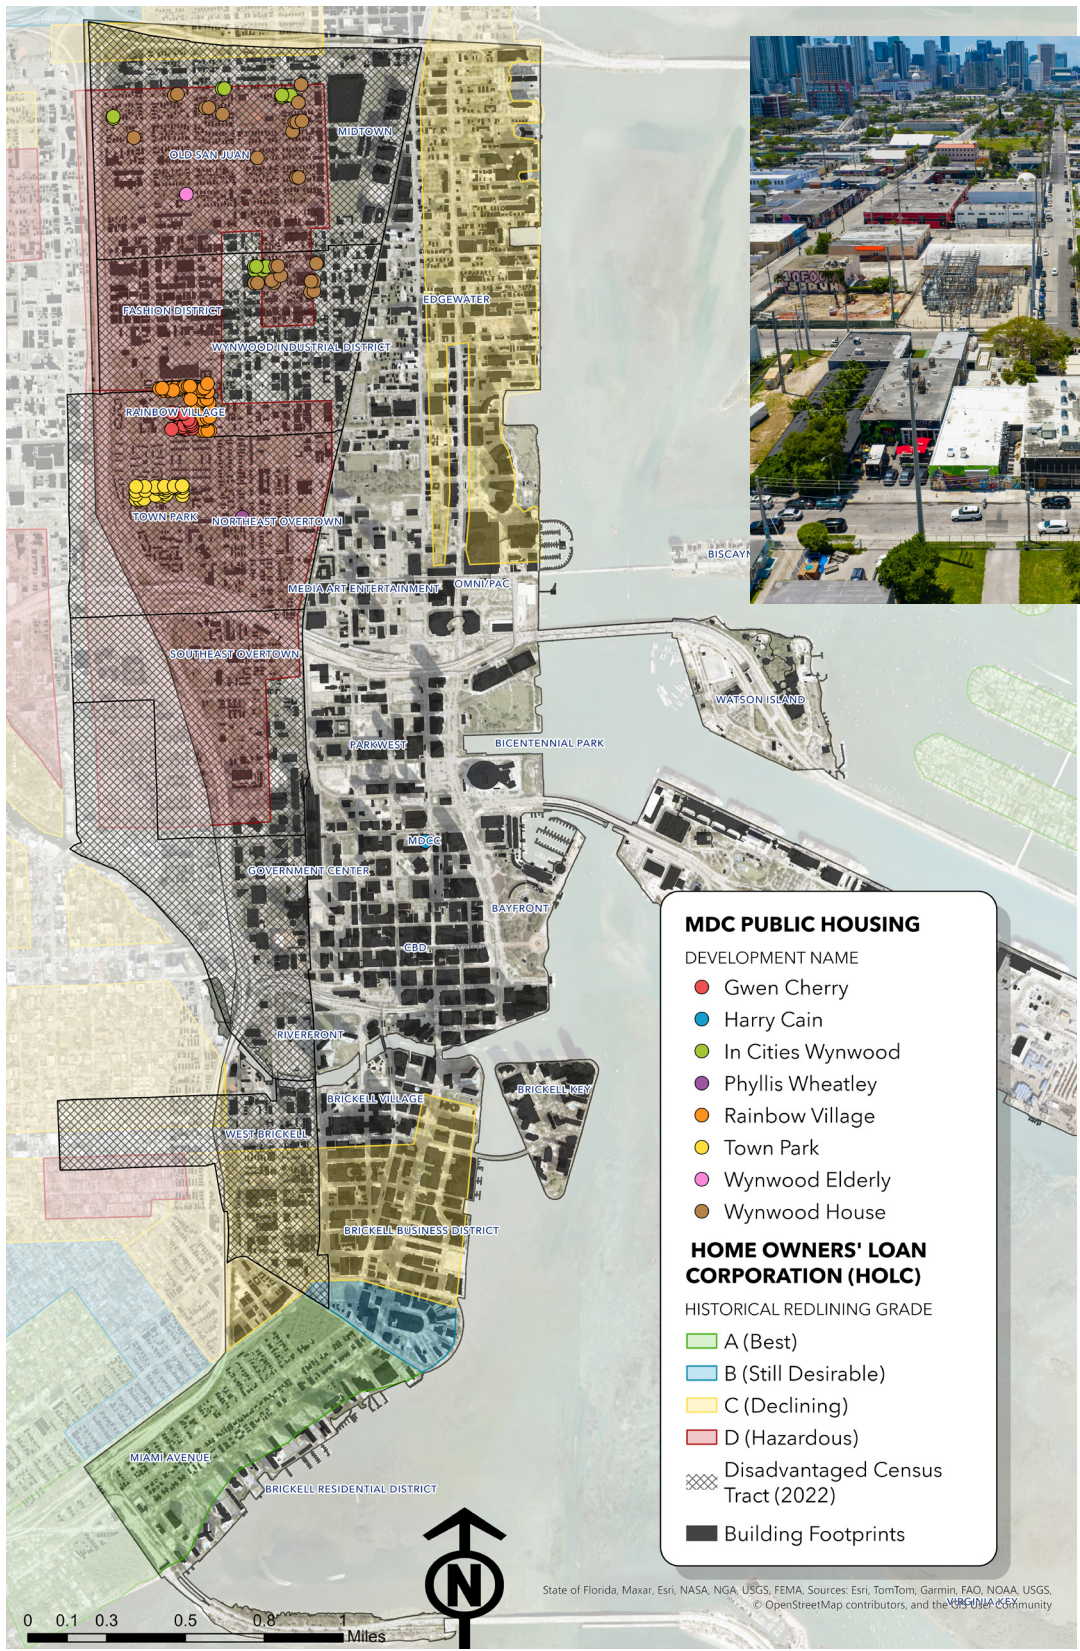 MIDTOWN
OLD SAN JUAN
EDGEWATER
FASHION DISTRICT
WYNWOOD INDUSTRIAL DISTRICT
RAINBOW VILLAGE
TOWN PARK
NORTHEAST OVERTOWN
BISCAYN
MEDIA ART ENTERTAINMENT
OMNI/PAC
SOUTHEAST OVERTOWN
WATSON ISLAND
PARKWEST
BICENTENNIAL PARK
MDCC
GOVERNMENT CENTER
BAYFRONT
CBD
RIVERFRONT
BRICKELL KEY
BRICKELL VILLAGE
WEST BRICKELL
BRICKELL BUSINESS DISTRICT
MIAMI AVENUE
BRICKELL RESIDENTIAL DISTRICT
MDC PUBLIC HOUSING
DEVELOPMENT NAME
Gwen Cherry
Harry Cain
In Cities Wynwood
Phyllis Wheatley
Rainbow Village
Town Park
Wynwood Elderly
Wynwood House
HOME OWNERS' LOAN
CORPORATION (HOLC)
HISTORICAL REDLINING GRADE
A (Best)
B (Still Desirable)
C (Declining)
D (Hazardous)
Disadvantaged Census
Tract (2022)
Building Footprints
N
0 0.1 0.3 0.5 0.8 1
Miles
State of Florida, Maxar, Esri, NASA, NGA, USGS, FEMA, Sources: Esri, TomTom, Garmin, FAO, NOAA, USGS,
© OpenStreetMap contributors, and the GIS User Community
VIRGINIA KEY